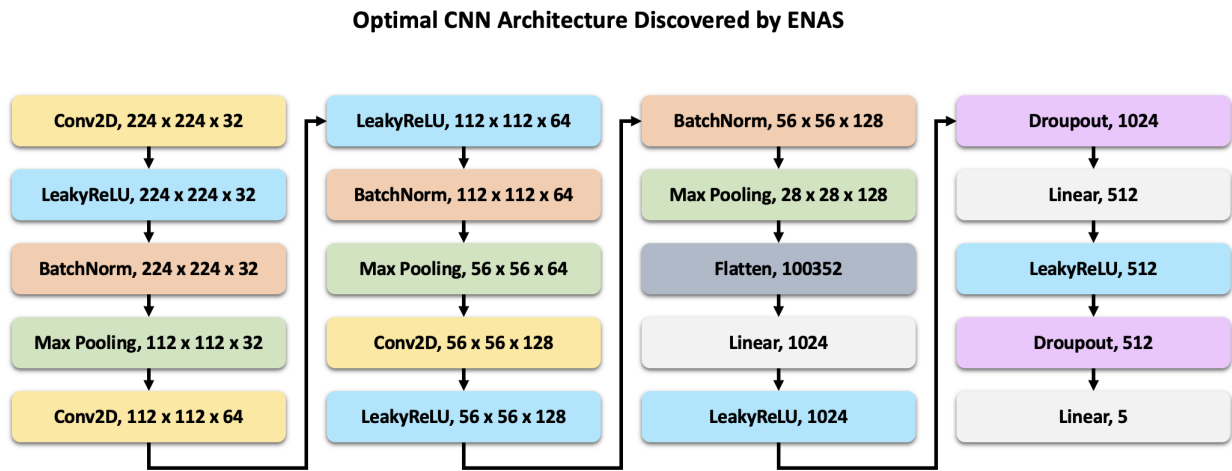 Optimal CNN Architecture Discovered by ENAS
Conv2D, 224 x 224 x 32
LeakyReLU, 224 x 224 x 32
BatchNorm, 224 x 224 x 32
Max Pooling, 112 x 112 x 32
Conv2D, 112 x 112 x 64
LeakyReLU, 112 x 112 x 64
BatchNorm, 112 x 112 x 64
Max Pooling, 56 x 56 x 64
Conv2D, 56 x 56 x 128
LeakyReLU, 56 x 56 x 128
BatchNorm, 56 x 56 x 128
Max Pooling, 28 x 28 x 128
Flatten, 100352
Linear, 1024
LeakyReLU, 1024
Droupout, 1024
Linear, 512
LeakyReLU, 512
Droupout, 512
Linear, 5